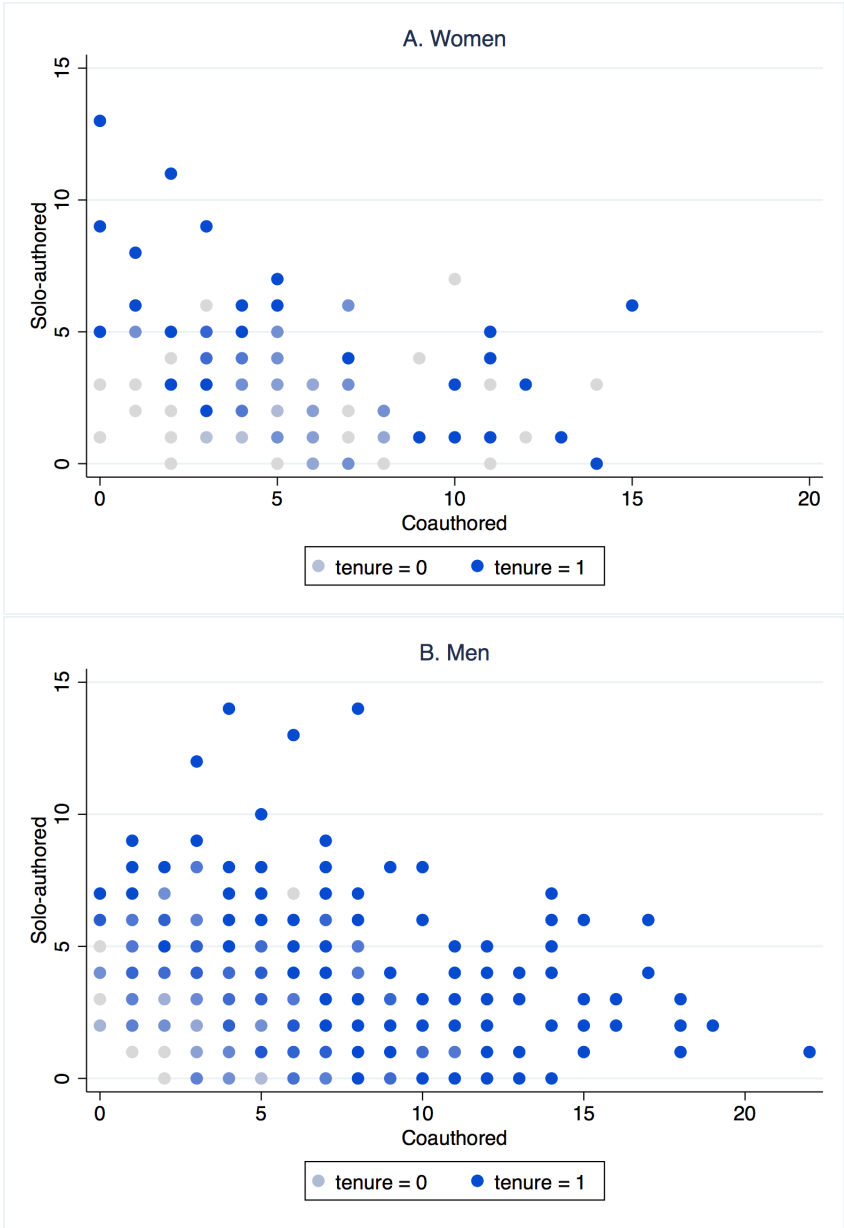 A. Women
15
10
5
0
Solo-authored
0 5 10 15 20
Coauthored
tenure = 0 tenure = 1
B. Men
15
10
5
0
Solo-authored
0 5 10 15 20
Coauthored
tenure = 0 tenure = 1